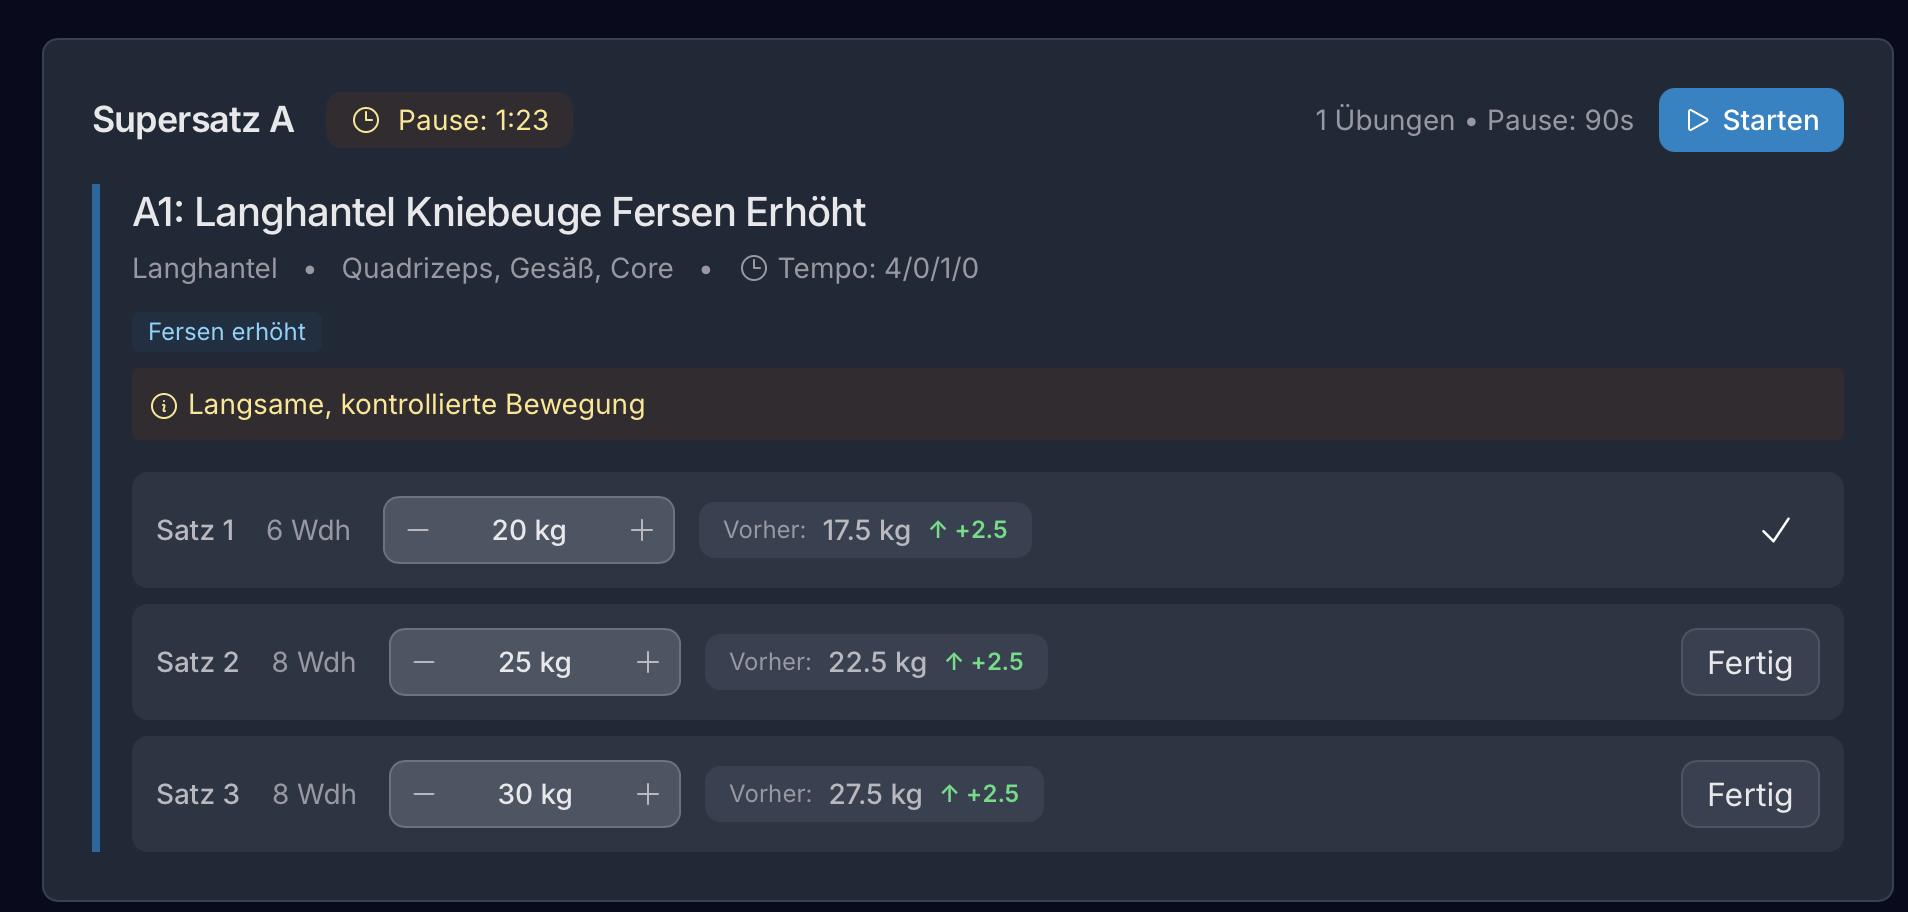 Supersatz A Pause: 1:23 1 Übungen • Pause: 90s Starten
A1: Langhantel Kniebeuge Fersen Erhöht
Langhantel • Quadrizeps, Gesäß, Core • Tempo: 4/0/1/0
Fersen erhöht
Langsame, kontrollierte Bewegung
Satz 1 6 Wdh − 20 kg + Vorher: 17.5 kg ↑ +2.5 ✓
Satz 2 8 Wdh − 25 kg + Vorher: 22.5 kg ↑ +2.5 Fertig
Satz 3 8 Wdh − 30 kg + Vorher: 27.5 kg ↑ +2.5 Fertig